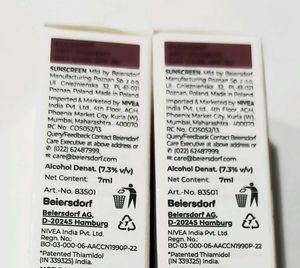 SUNSCREEN. Mfd by Beiersdorf
Manufacturing Poznan Sp. z o.o.
Ul Gnieźnieńska 32, PL-61-021
Poznan, Poland. Made in Poland
Imported & Marketed by NIVEA
India Pvt. Ltd. 4th Floor, AGH,
Phoenix Market City, Kurla (W)
Mumbai, Maharashtra 400070
RC No: COS052/13
Query/Feedback Contact Beiersdorf
Care Executive at above address or
(022) 62487999,
care@beiersdorf.com
Alcohol Denat. (7.3% v/v)
Net Content: 7ml
Art.-No. 83501
Beiersdorf
Beiersdorf AG,
D-20245 Hamburg
NIVEA India Pvt. Ltd.
Regn. No.:
BO-03-000-06-AACCN1990P-22
*Patented Thiamidol
(IN 339325) India.
SUNSCREEN. Mfd by Beiersdorf
Manufacturing Poznan Sp. z o.o.
Ul. Gnieźnieńska 32, PL 61-021
Poznan, Poland. Made in Poland
Imported & Marketed by NIVEA
India Pvt. Ltd. 4th Floor, AGH,
Phoenix Market City, Kurla (W)
Mumbai, Maharashtra 400070
RC No: COS052/13
Query/Feedback Contact Beiersdorf
Care Executive at above address or
(022) 62487999,
care@beiersdorf.com
Alcohol Denat. (7.3% v/v)
Net Content: 7ml
Art.-No. 83501
Beiersdorf
Beiersdorf AG,
D-20245 Hamburg
NIVEA India Pvt. Ltd.
Regn. No.:
BO-03-000-06-AACCN1990P-22
*Patented Thiamidol
(IN 339325) India.